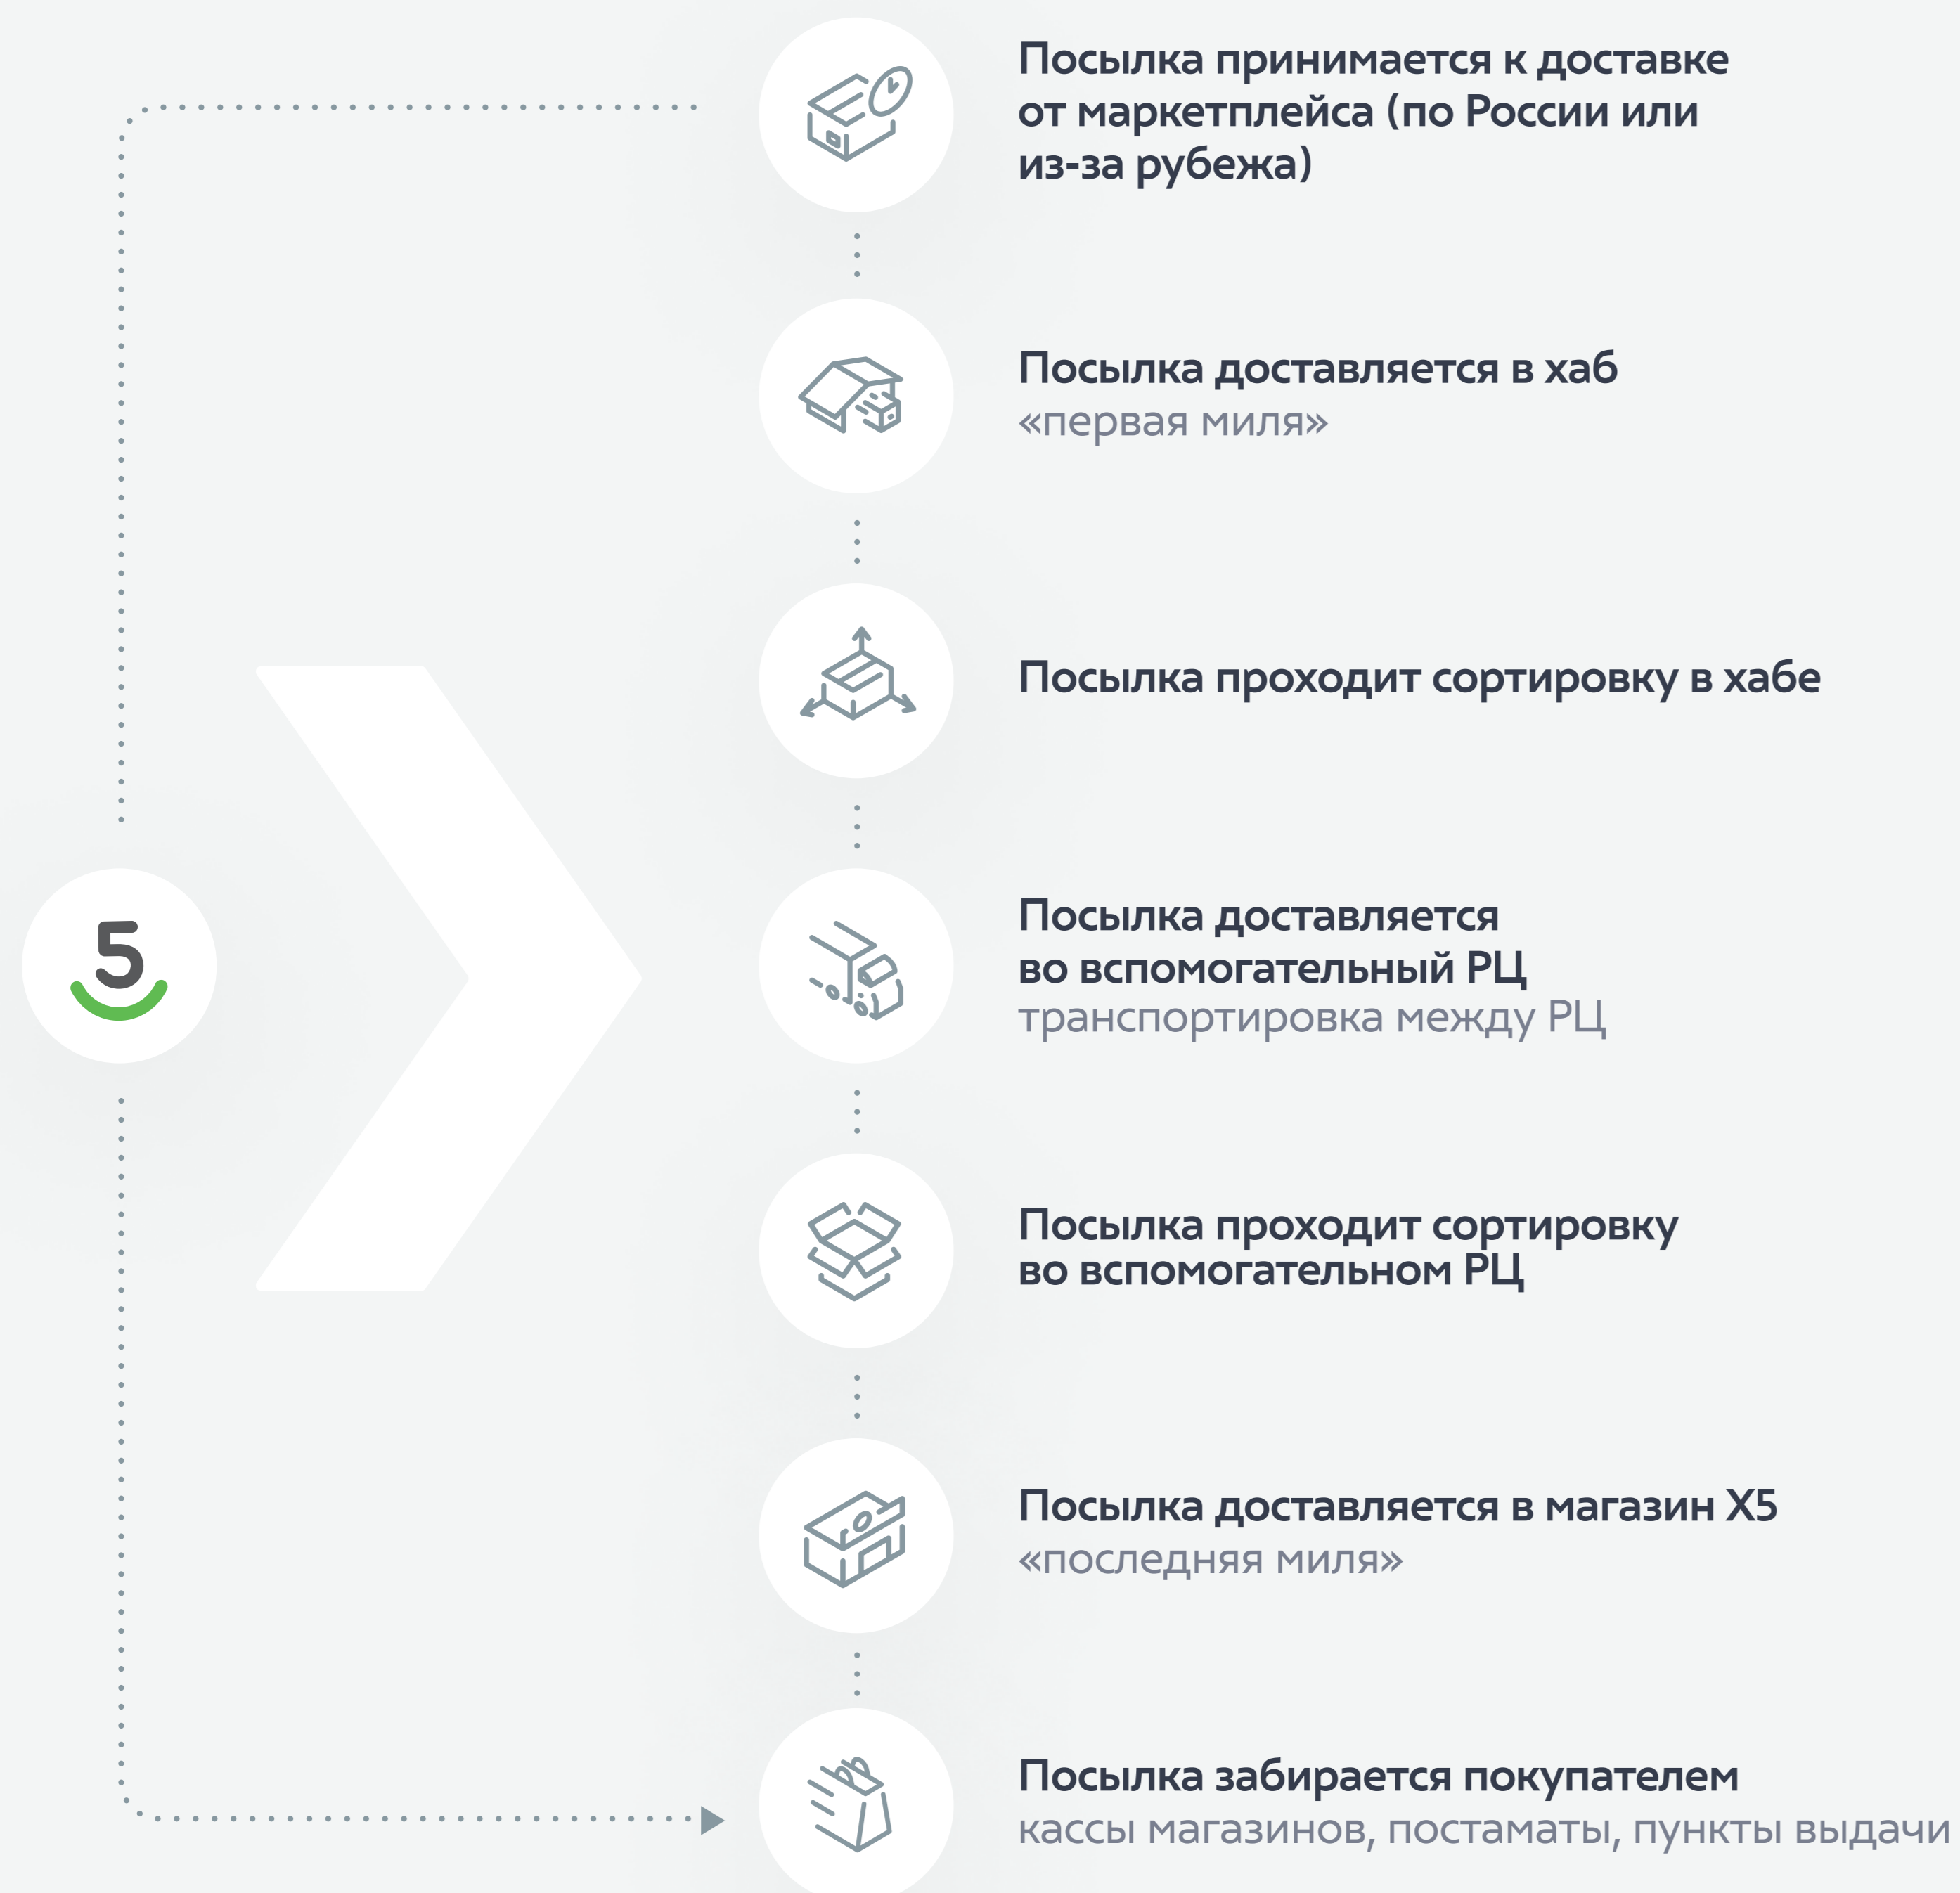 Посылка принимается к доставке
от маркетплейса (по России или
из-за рубежа)
Посылка доставляется в хаб
«первая миля»
Посылка проходит сортировку в хабе
5
Посылка доставляется
во вспомогательный РЦ
транспортировка между РЦ
Посылка проходит сортировку
во вспомогательном РЦ
Посылка доставляется в магазин X5
«последняя миля»
Посылка забирается покупателем
кассы магазинов, постаматы, пункты выдачи